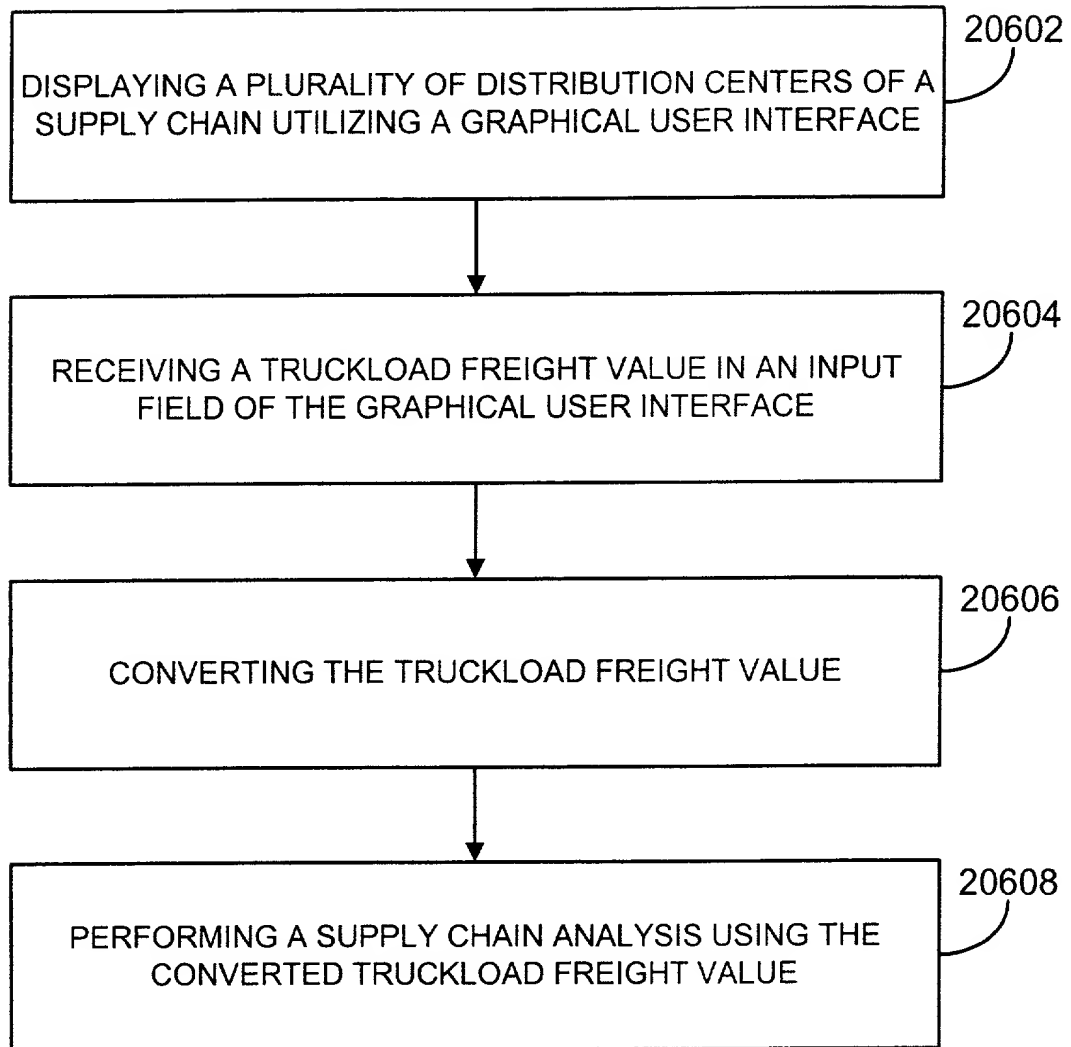 20602
DISPLAYING A PLURALITY OF DISTRIBUTION CENTERS OF A
SUPPLY CHAIN UTILIZING A GRAPHICAL USER INTERFACE
20604
RECEIVING A TRUCKLOAD FREIGHT VALUE IN AN INPUT
FIELD OF THE GRAPHICAL USER INTERFACE
20606
CONVERTING THE TRUCKLOAD FREIGHT VALUE
20608
PERFORMING A SUPPLY CHAIN ANALYSIS USING THE
CONVERTED TRUCKLOAD FREIGHT VALUE